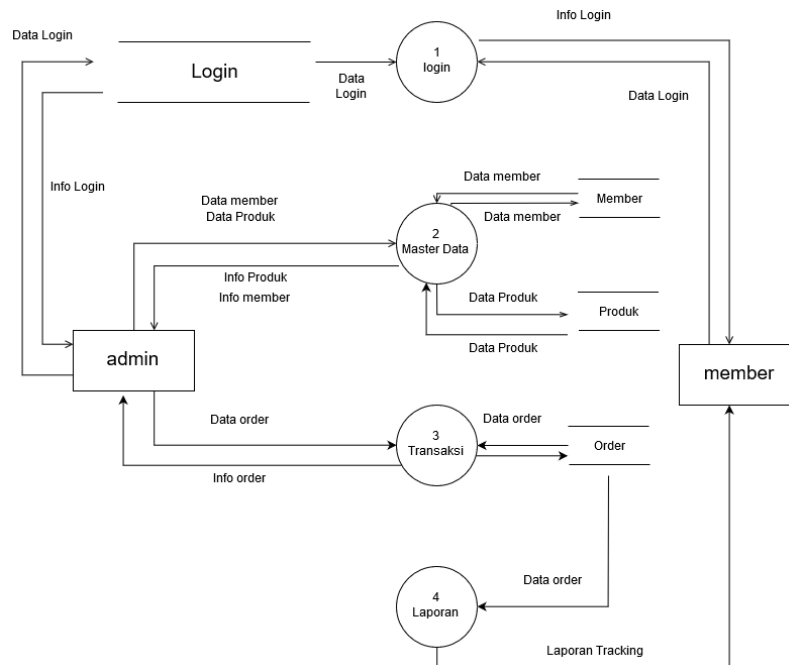 Info Login
Data Login
1
login
Login
Data
Login
Data Login
Info Login
Data member
Member
Data member
Data member
Data Produk
2
Master Data
Info Produk
Info member
Data Produk
Produk
Data Produk
admin
member
Data order
3
Transaksi
Data order
Order
Info order
4
Laporan
Data order
Laporan Tracking